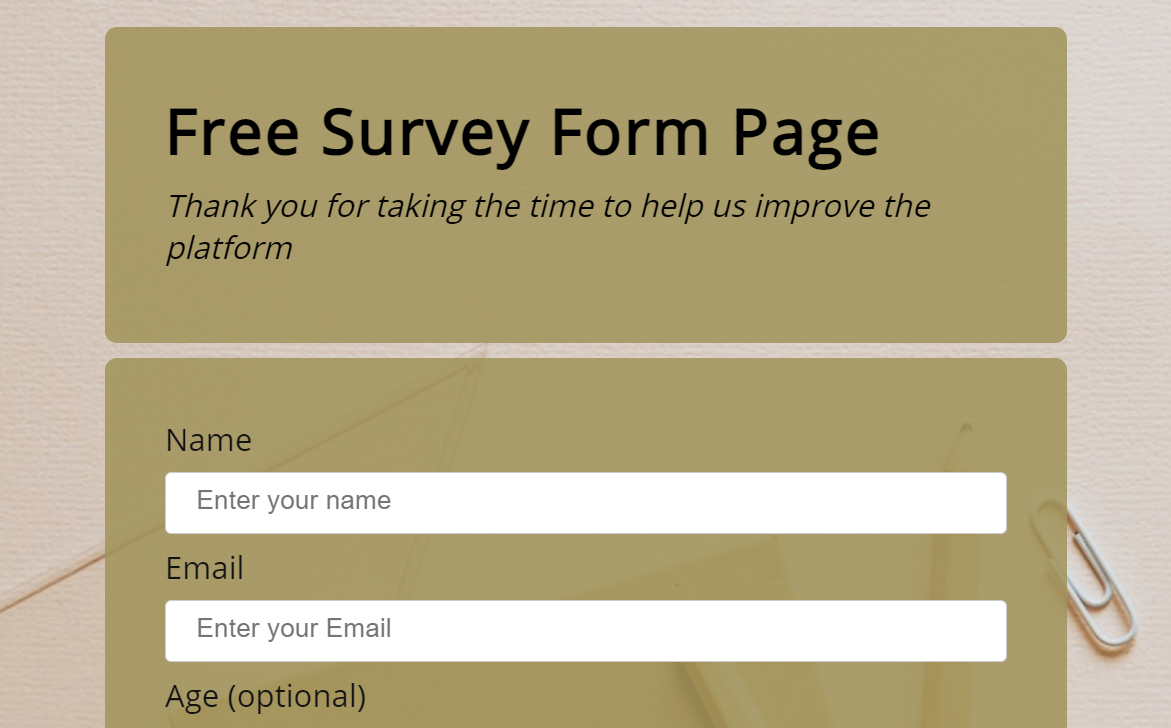 Free Survey Form Page
Thank you for taking the time to help us improve the
platform
Name
Enter your name
Email
Enter your Email
Age (optional)